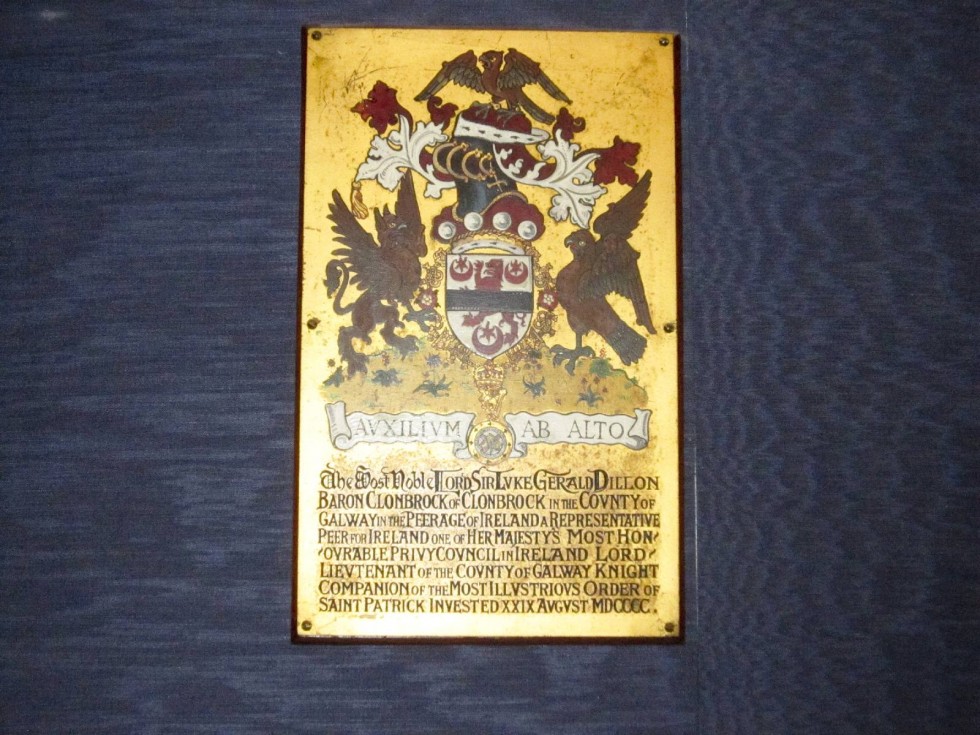 AVXILIVM AB ALTO
The Most Noble LORD SIR LVKE GERALD DILLON
BARON CLONBROCK OF CLONBROCK IN THE COVNTY OF
GALWAY IN THE PEERAGE OF IRELAND A REPRESENTATIVE
PEER FOR IRELAND ONE OF HER MAJESTYS MOST HON-
-OVRABLE PRIVY COVNCIL IN IRELAND LORD-
LIEVTENANT OF THE COVNTY OF GALWAY KNIGHT
COMPANION OF THE MOST ILLVSTRIOVS ORDER OF
SAINT PATRICK INVESTED XXIX AVGVST MDCCCC.